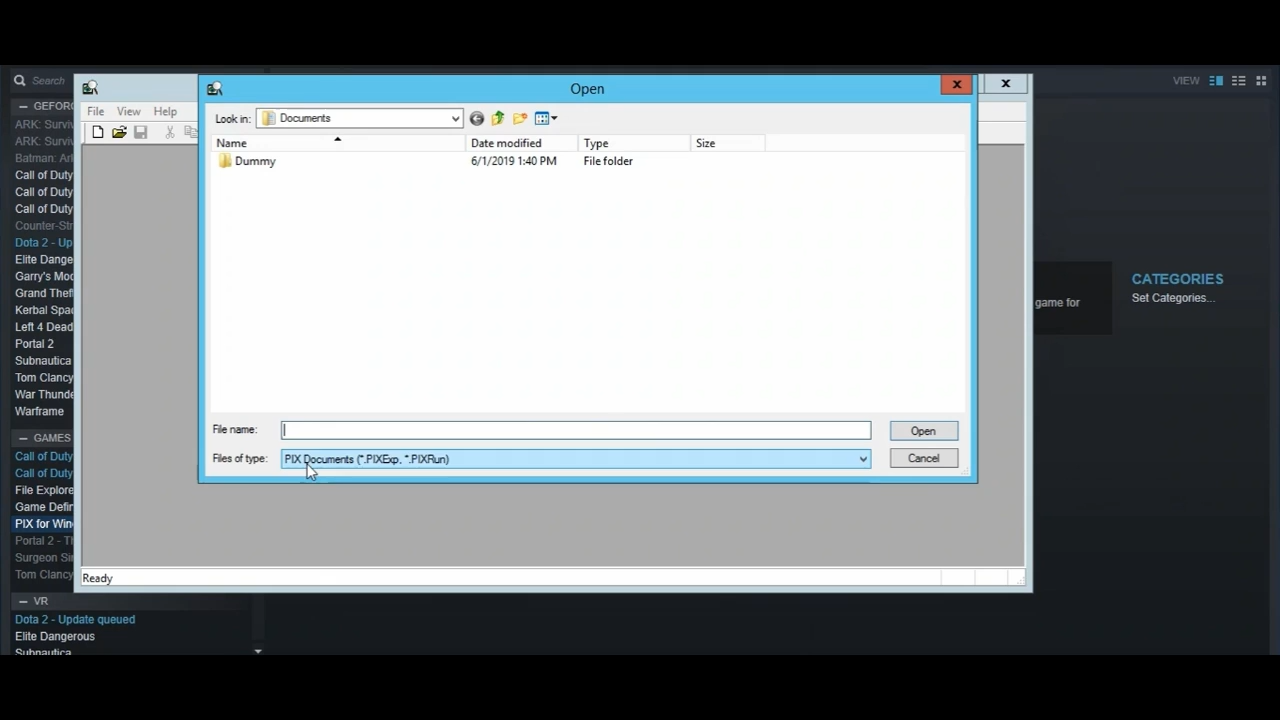 Search
Open
VIEW
File View Help
GEFORC
ARK: Surviv
ARK: Surviv
Batman: Ark
Call of Duty
Call of Duty
Call of Duty
Counter-Str
Dota 2 - Up
Elite Dange
Garry's Mod
Grand Theft
Kerbal Spac
Left 4 Dead
Portal 2
Subnautica
Tom Clancy
War Thunde
Warframe
GAMES
Call of Duty
Call of Duty
File Explore
Game Defin
PIX for Wind
Portal 2 - Th
Surgeon Sim
Tom Clancy
VR
Dota 2 - Update queued
Elite Dangerous
Subnautica
Look in: Documents
Name Date modified Type Size
Dummy 6/1/2019 1:40 PM File folder
File name: Open
Files of type: PIX Documents (*.PIXExp, *.PIXRun) Cancel
Ready
CATEGORIES
game for
Set Categories...